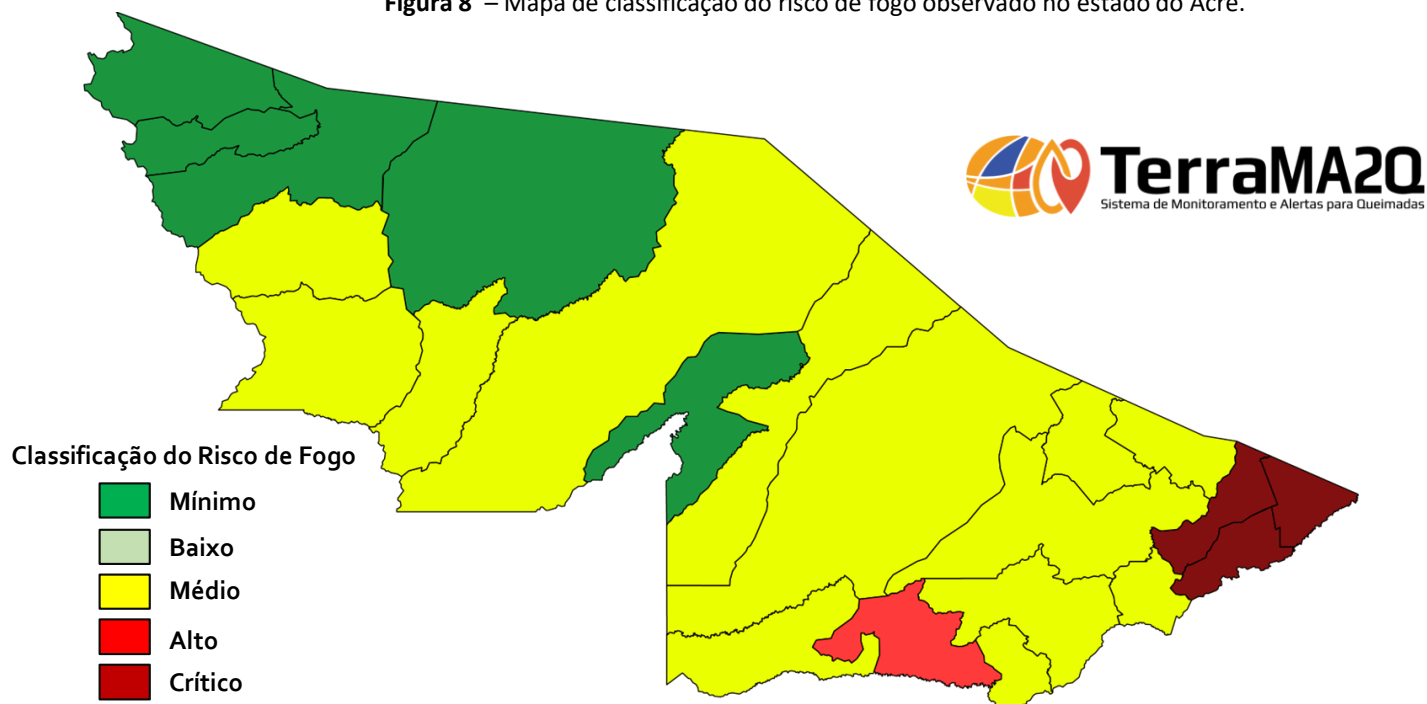 Figura 8 – Mapa de classificação do risco de fogo observado no estado do Acre.
TerraMA2Q
Sistema de Monitoramento e Alertas para Queimadas
Classificação do Risco de Fogo
Mínimo
Baixo
Médio
Alto
Crítico